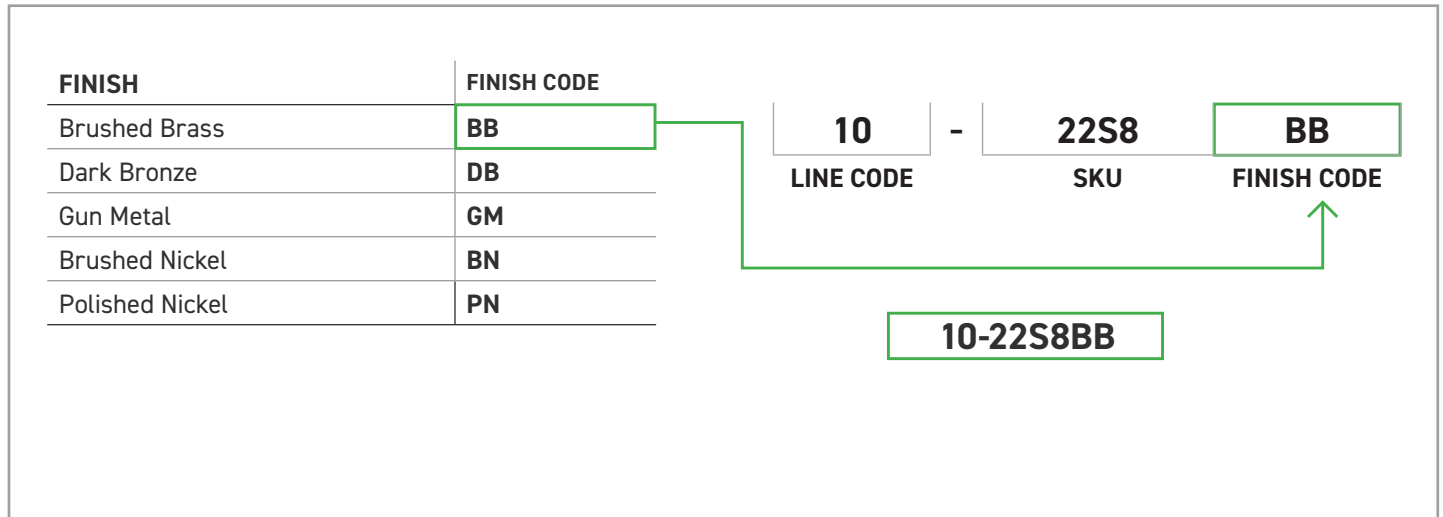 FINISH FINISH CODE
Brushed Brass BB
Dark Bronze DB
Gun Metal GM
Brushed Nickel BN
Polished Nickel PN
10 - 22S8 BB
LINE CODE SKU FINISH CODE
10-22S8BB